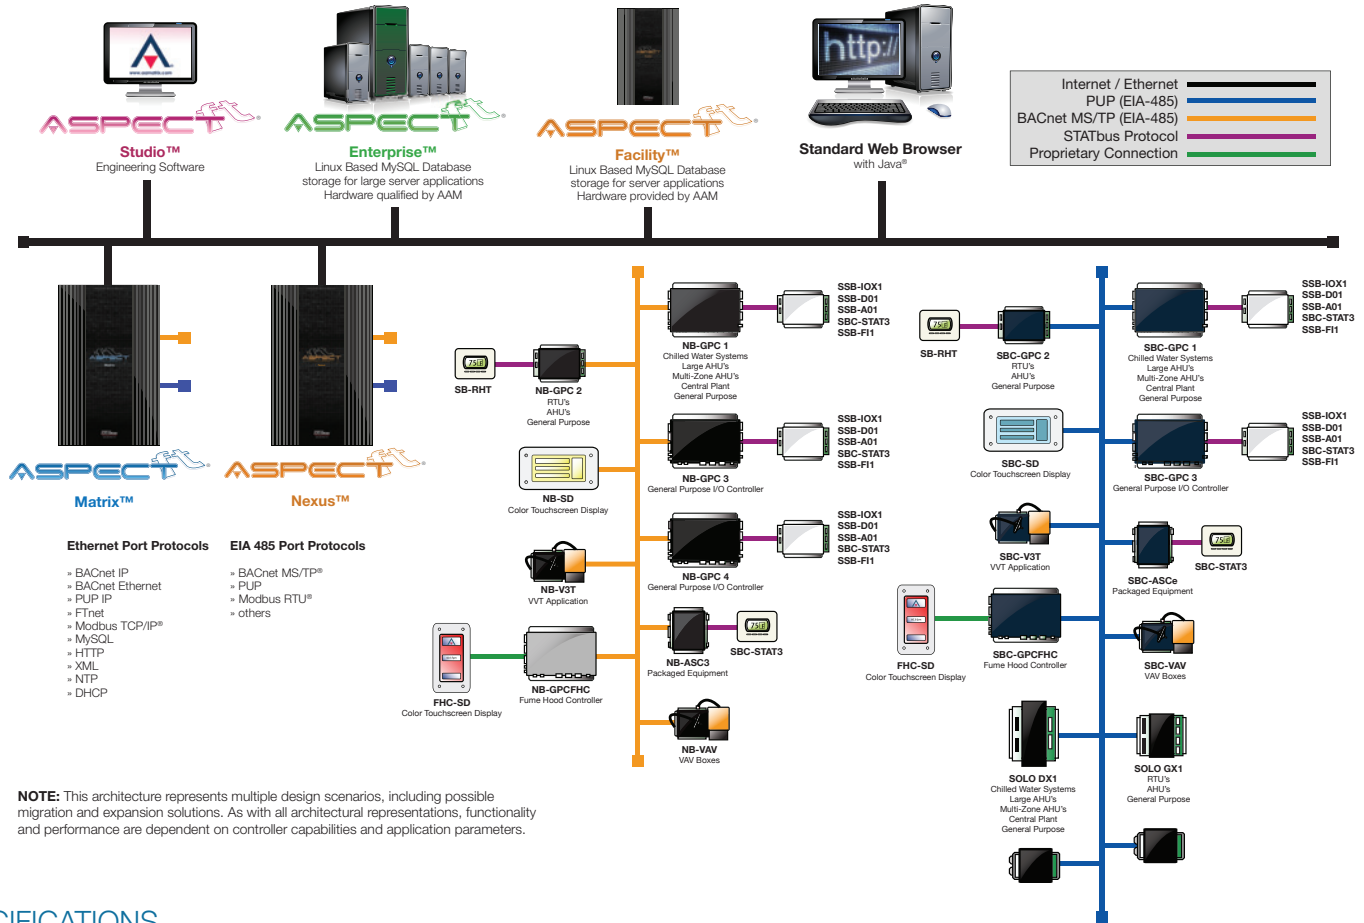 www.aamatrix.com
ASPECTft®
Studio™
Engineering Software
ASPECTft®
Enterprise™
Linux Based MySQL Database
storage for large server applications
Hardware qualified by AAM
ASPECTft®
Facility™
Linux Based MySQL Database
storage for server applications
Hardware provided by AAM
http://
Standard Web Browser
with Java®
Internet / Ethernet
PUP (EIA-485)
BACnet MS/TP (EIA-485)
STATbus Protocol
Proprietary Connection
ASPECT
ASPECTft®
Matrix™
ASPECT
ASPECTft®
Nexus™
Ethernet Port Protocols
» BACnet IP
» BACnet Ethernet
» PUP IP
» FTnet
» Modbus TCP/IP®
» MySQL
» HTTP
» XML
» NTP
» DHCP
EIA 485 Port Protocols
» BACnet MS/TP®
» PUP
» Modbus RTU®
» others
75
SB-RHT
NB-GPC 2
RTU's
AHU's
General Purpose
NB-SD
Color Touchscreen Display
NB-V3T
VVT Application
FHC-SD
Color Touchscreen Display
NB-GPCFHC
Fume Hood Controller
NB-GPC 1
Chilled Water Systems
Large AHU's
Multi-Zone AHU's
Central Plant
General Purpose
SSB-IOX1
SSB-D01
SSB-A01
SBC-STAT3
SSB-FI1
NB-GPC 3
General Purpose I/O Controller
SSB-IOX1
SSB-D01
SSB-A01
SBC-STAT3
SSB-FI1
NB-GPC 4
General Purpose I/O Controller
SSB-IOX1
SSB-D01
SSB-A01
SBC-STAT3
SSB-FI1
NB-ASC3
Packaged Equipment
75
SBC-STAT3
NB-VAV
VAV Boxes
75
SB-RHT
SBC-GPC 2
RTU's
AHU's
General Purpose
SBC-SD
Color Touchscreen Display
SBC-V3T
VVT Application
FHC-SD
Color Touchscreen Display
SBC-GPCFHC
Fume Hood Controller
SOLO DX1
Chilled Water Systems
Large AHU's
Multi-Zone AHU's
Central Plant
General Purpose
SBC-GPC 1
Chilled Water Systems
Large AHU's
Multi-Zone AHU's
Central Plant
General Purpose
SSB-IOX1
SSB-D01
SSB-A01
SBC-STAT3
SSB-FI1
SBC-GPC 3
General Purpose I/O Controller
SSB-IOX1
SSB-D01
SSB-A01
SBC-STAT3
SSB-FI1
SBC-ASCe
Packaged Equipment
75
SBC-STAT3
SBC-VAV
VAV Boxes
SOLO GX1
RTU's
AHU's
General Purpose
NOTE: This architecture represents multiple design scenarios, including possible
migration and expansion solutions. As with all architectural representations, functionality
and performance are dependent on controller capabilities and application parameters.
CIFICATIONS